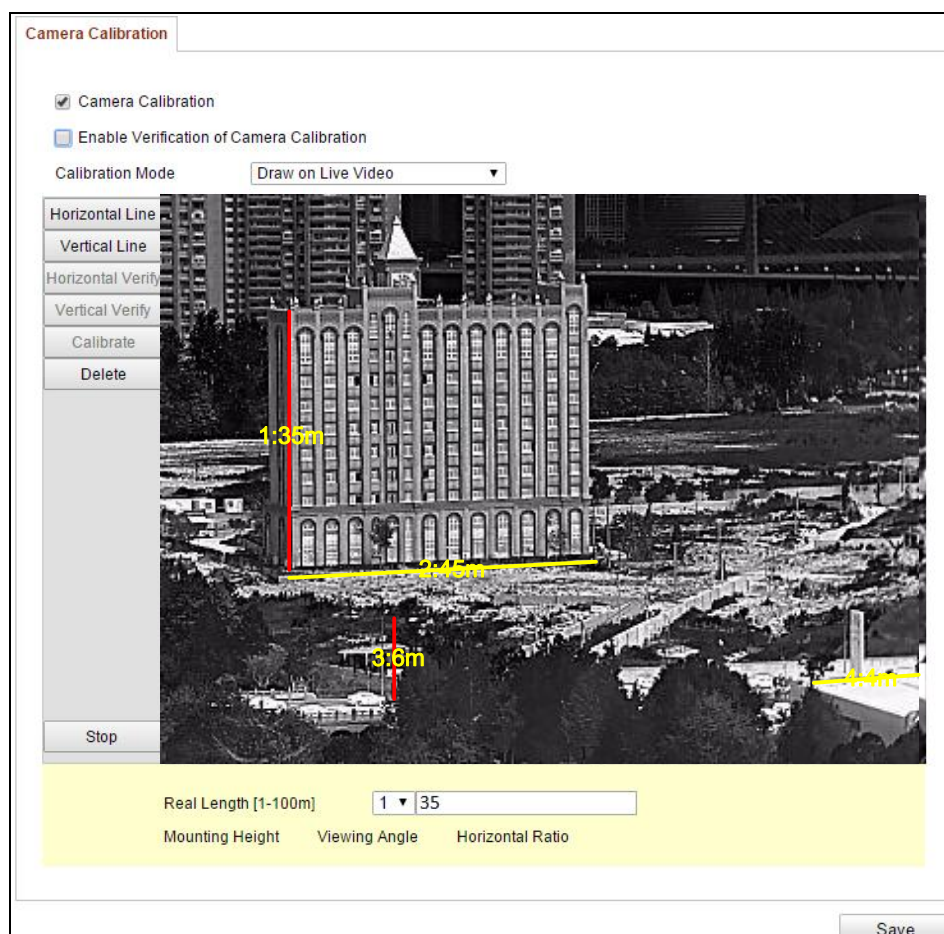 Camera Calibration
Camera Calibration
Enable Verification of Camera Calibration
Calibration Mode Draw on Live Video
Horizontal Line
Vertical Line
Horizontal Verify
Vertical Verify
Calibrate
Delete
1:35m
2:45m
3:6m
4:4m
Stop
Real Length [1-100m] 1 35
Mounting Height Viewing Angle Horizontal Ratio
Save